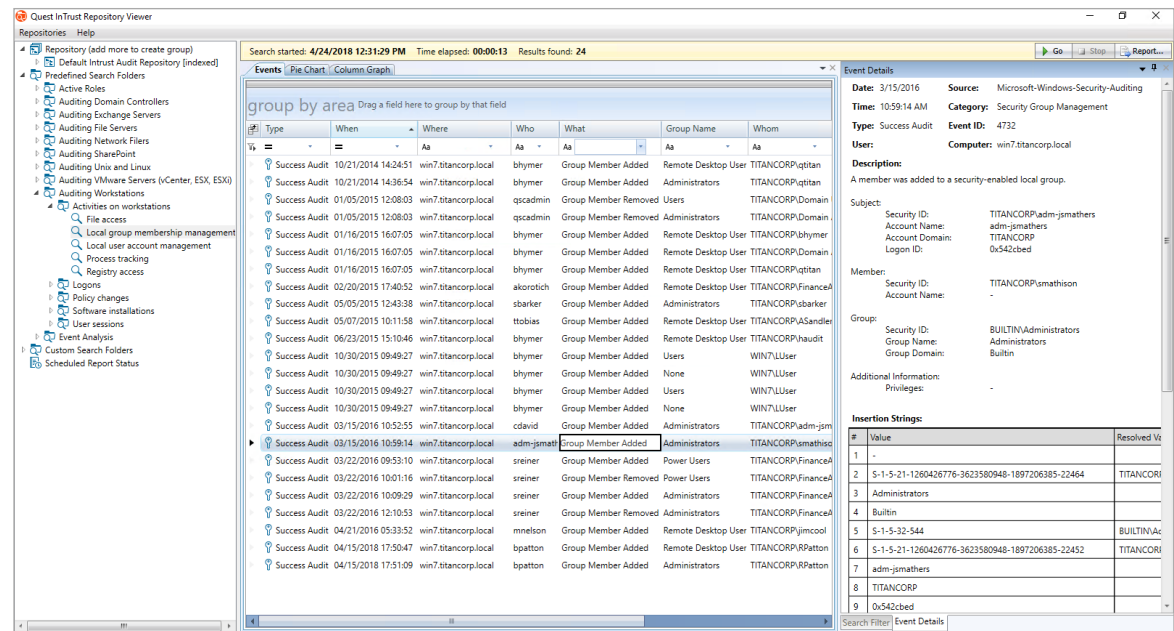 Quest InTrust Repository Viewer
Repositories Help
Repository (add more to create group)
Default Intrust Audit Repository [indexed]
Predefined Search Folders
Active Roles
Auditing Domain Controllers
Auditing Exchange Servers
Auditing File Servers
Auditing Network Filers
Auditing SharePoint
Auditing Unix and Linux
Auditing VMware Servers (vCenter, ESX, ESXi)
Auditing Workstations
Activities on workstations
File access
Local group membership management
Local user account management
Process tracking
Registry access
Logons
Policy changes
Software installations
User sessions
Event Analysis
Custom Search Folders
Scheduled Report Status
Search started: 4/24/2018 12:31:29 PM Time elapsed: 00:00:13 Results found: 24
Go Stop Report...
Events Pie Chart Column Graph
group by area Drag a field here to group by that field
Type When Where Who What Group Name Whom
= = Aa Aa Aa Aa Aa
Success Audit 10/21/2014 14:24:51 win7.titancorp.local bhymer Group Member Added Remote Desktop User TITANCORP\qtitan
Success Audit 10/21/2014 14:36:54 win7.titancorp.local bhymer Group Member Added Administrators TITANCORP\qtitan
Success Audit 01/05/2015 12:08:03 win7.titancorp.local qscadmin Group Member Removed Users TITANCORP\Domain
Success Audit 01/05/2015 12:08:03 win7.titancorp.local qscadmin Group Member Removed Administrators TITANCORP\Domain
Success Audit 01/16/2015 16:07:05 win7.titancorp.local bhymer Group Member Added Remote Desktop User TITANCORP\bhymer
Success Audit 01/16/2015 16:07:05 win7.titancorp.local bhymer Group Member Added Remote Desktop User TITANCORP\Domain
Success Audit 01/16/2015 16:07:05 win7.titancorp.local bhymer Group Member Added Remote Desktop User TITANCORP\qtitan
Success Audit 02/20/2015 17:40:52 win7.titancorp.local akorotich Group Member Added Remote Desktop User TITANCORP\FinanceA
Success Audit 05/05/2015 12:43:38 win7.titancorp.local sbarker Group Member Added Administrators TITANCORP\sbarker
Success Audit 05/07/2015 10:11:58 win7.titancorp.local ttobias Group Member Added Remote Desktop User TITANCORP\ASandler
Success Audit 06/23/2015 15:10:46 win7.titancorp.local bhymer Group Member Added Remote Desktop User TITANCORP\haudit
Success Audit 10/30/2015 09:49:27 win7.titancorp.local bhymer Group Member Added Users WIN7\LUser
Success Audit 10/30/2015 09:49:27 win7.titancorp.local bhymer Group Member Added None WIN7\LUser
Success Audit 10/30/2015 09:49:27 win7.titancorp.local bhymer Group Member Added Users WIN7\LUser
Success Audit 10/30/2015 09:49:27 win7.titancorp.local bhymer Group Member Added None WIN7\LUser
Success Audit 03/15/2016 10:52:55 win7.titancorp.local cdavid Group Member Added Administrators TITANCORP\adm-jsm
Success Audit 03/15/2016 10:59:14 win7.titancorp.local adm-jsmath Group Member Added Administrators TITANCORP\smathiso
Success Audit 03/22/2016 09:53:10 win7.titancorp.local sreiner Group Member Added Power Users TITANCORP\FinanceA
Success Audit 03/22/2016 10:01:16 win7.titancorp.local sreiner Group Member Removed Power Users TITANCORP\FinanceA
Success Audit 03/22/2016 10:09:29 win7.titancorp.local sreiner Group Member Added Administrators TITANCORP\FinanceA
Success Audit 03/22/2016 12:10:53 win7.titancorp.local sreiner Group Member Removed Administrators TITANCORP\FinanceA
Success Audit 04/21/2016 05:33:52 win7.titancorp.local mnelson Group Member Added Remote Desktop User TITANCORP\jimcool
Success Audit 04/15/2018 17:50:47 win7.titancorp.local bpatton Group Member Added Remote Desktop User TITANCORP\RPatton
Success Audit 04/15/2018 17:51:09 win7.titancorp.local bpatton Group Member Added Administrators TITANCORP\RPatton
Event Details
Date: 3/15/2016 Source: Microsoft-Windows-Security-Auditing
Time: 10:59:14 AM Category: Security Group Management
Type: Success Audit Event ID: 4732
User: Computer: win7.titancorp.local
Description:
A member was added to a security-enabled local group.
Subject:
Security ID: TITANCORP\adm-jsmathers
Account Name: adm-jsmathers
Account Domain: TITANCORP
Logon ID: 0x542cbed
Member:
Security ID: TITANCORP\smathison
Account Name: -
Group:
Security ID: BUILTIN\Administrators
Group Name: Administrators
Group Domain: Builtin
Additional Information:
Privileges: -
Insertion Strings:
# Value Resolved Va
1 -
2 S-1-5-21-1260426776-3623580948-1897206385-22464 TITANCORP
3 Administrators
4 Builtin
5 S-1-5-32-544 BUILTIN\Ad
6 S-1-5-21-1260426776-3623580948-1897206385-22452 TITANCORP
7 adm-jsmathers
8 TITANCORP
9 0x542cbed
Search Filter Event Details